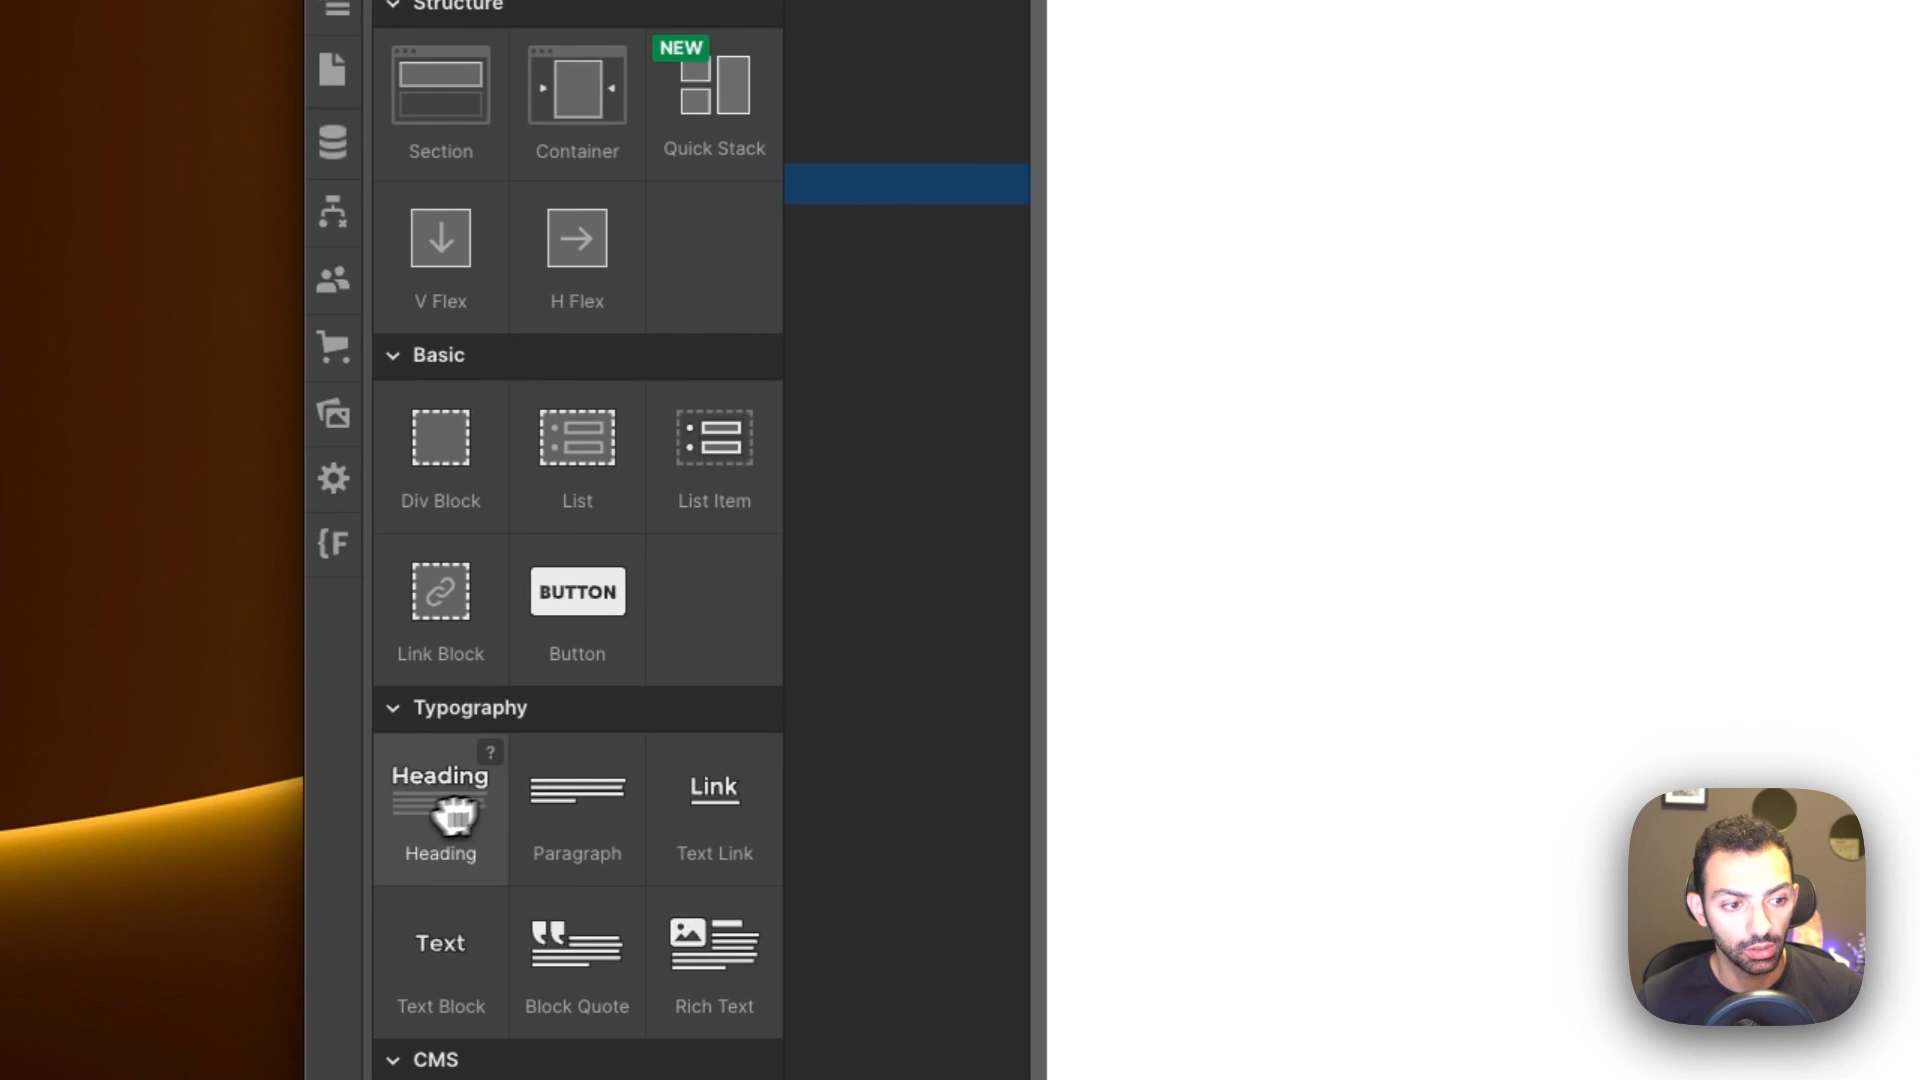 Structure
NEW
Section
Container
Quick Stack
V Flex
H Flex
Basic
Div Block
List
List Item
BUTTON
Link Block
Button
Typography
?
Heading
Link
Heading
Paragraph
Text Link
Text
Text Block
Block Quote
Rich Text
CMS
{F